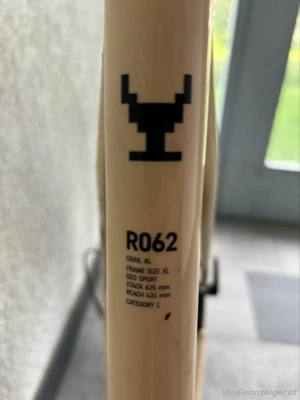 R062
GRAIL AL
FRAME SIZE XL
GEO SPORT
STACK 625 mm
REACH 431 mm
CATEGORY 1
landleanzeiger.at